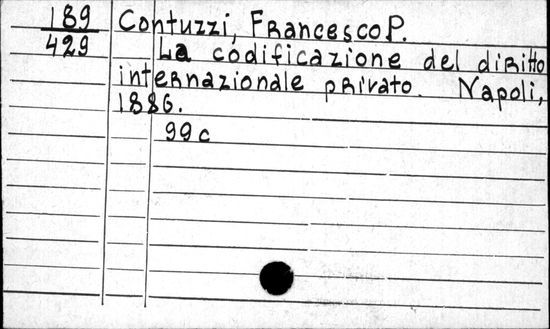 189 Contuzzi, Francesco P.
429 La codificazione del diritto
internazionale privato. Napoli,
1886.
99 c